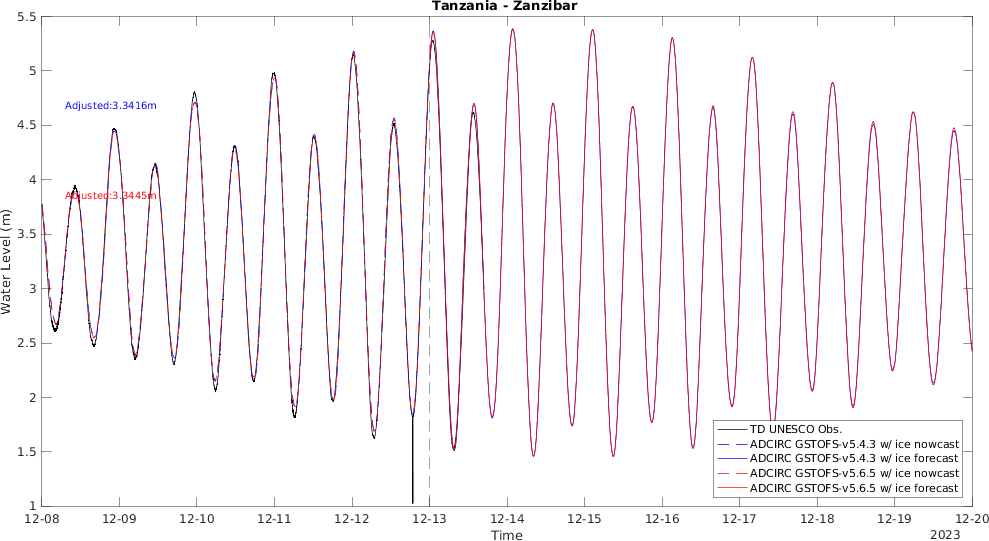 Tanzania - Zanzibar
5.5
5
4.5
4
3.5
3
2.5
2
1.5
1
Water Level (m)
Adjusted:3.3416m
Adjusted:3.3445m
TD UNESCO Obs.
ADCIRC GSTOFS-v5.4.3 w/ ice nowcast
ADCIRC GSTOFS-v5.4.3 w/ ice forecast
ADCIRC GSTOFS-v5.6.5 w/ ice nowcast
ADCIRC GSTOFS-v5.6.5 w/ ice forecast
12-08 12-09 12-10 12-11 12-12 12-13 12-14 12-15 12-16 12-17 12-18 12-19 12-20
Time
2023